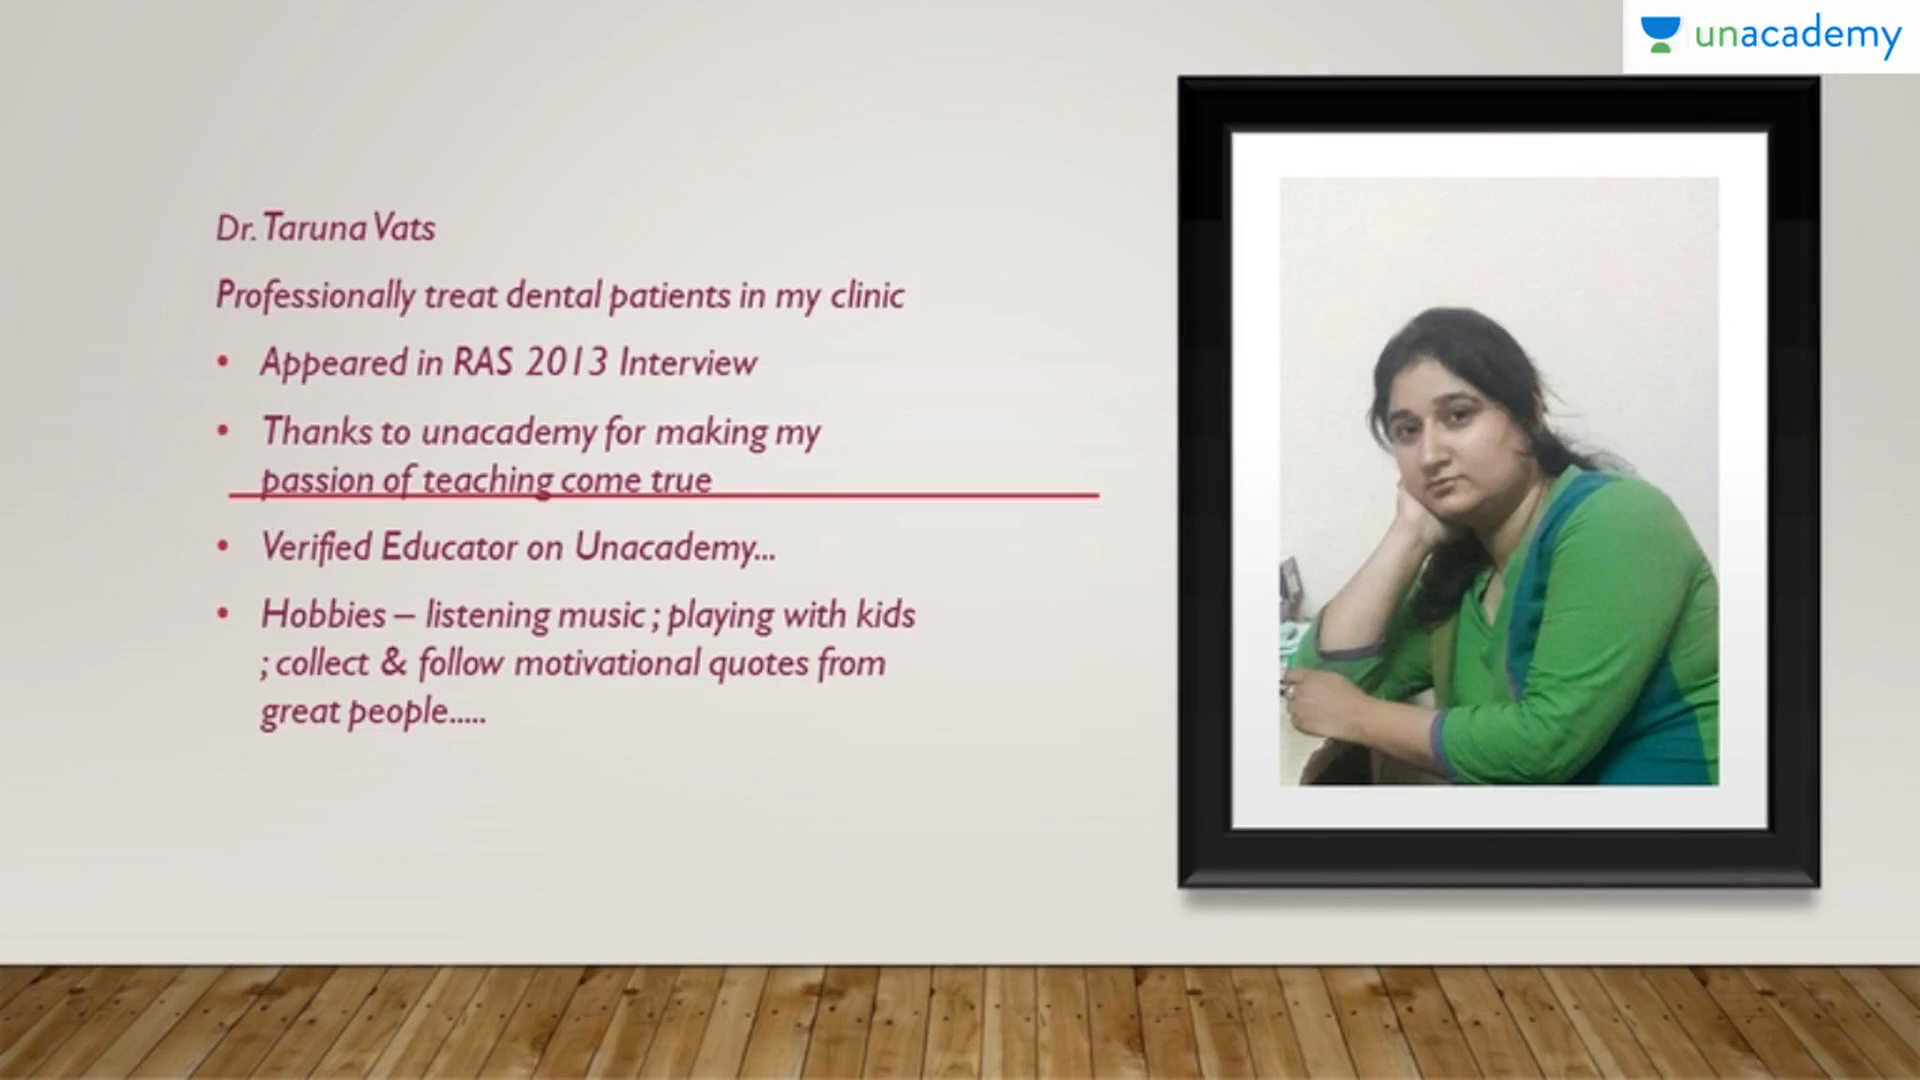 unacademy
Dr. Taruna Vats
Professionally treat dental patients in my clinic
• Appeared in RAS 2013 Interview
• Thanks to unacademy for making my
passion of teaching come true
• Verified Educator on Unacademy...
• Hobbies – listening music ; playing with kids
; collect & follow motivational quotes from
great people.....